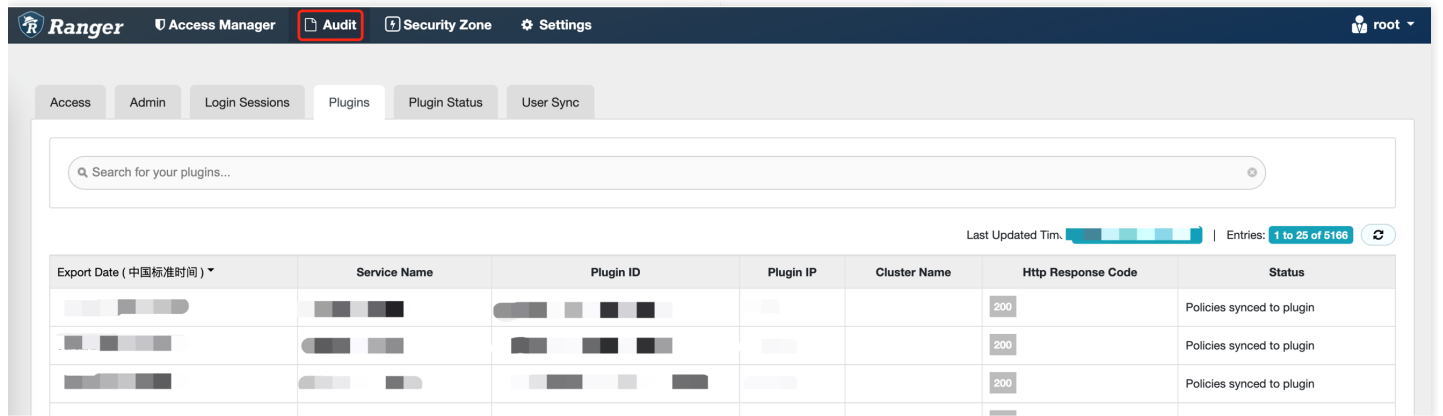 Ranger Access Manager Audit Security Zone Settings root
Access Admin Login Sessions Plugins Plugin Status User Sync
Search for your plugins...
Last Updated Tim | Entries: 1 to 25 of 5166
Export Date ( 中国标准时间 ) Service Name Plugin ID Plugin IP Cluster Name Http Response Code Status
200 Policies synced to plugin
200 Policies synced to plugin
200 Policies synced to plugin